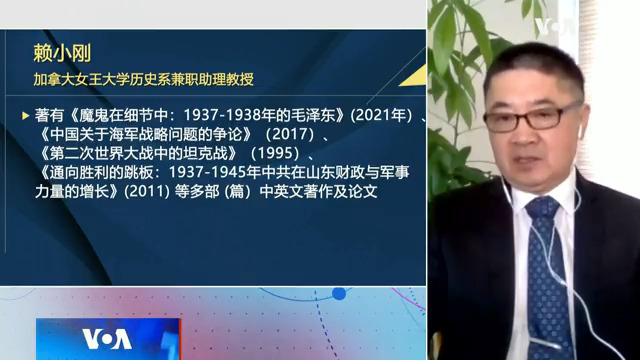 赖小刚
加拿大女王大学历史系兼职助理教授
著有《魔鬼在细节中：1937-1938年的毛泽东》(2021年)、
《中国关于海军战略问题的争论》（2017）、
《第二次世界大战中的坦克战》（1995）、
《通向胜利的跳板：1937-1945年中共在山东财政与军事
力量的增长》(2011) 等多部 (篇）中英文著作及论文
VOA
VOA